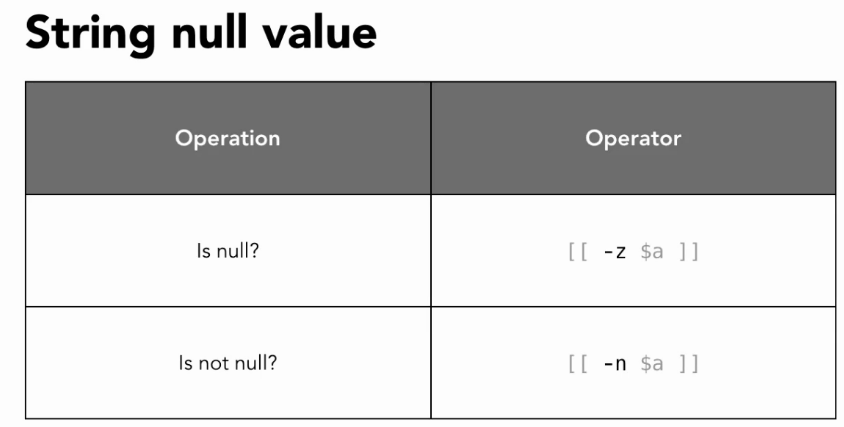 String null value
Operation Operator
Is null? [[ -z $a ]]
Is not null? [[ -n $a ]]